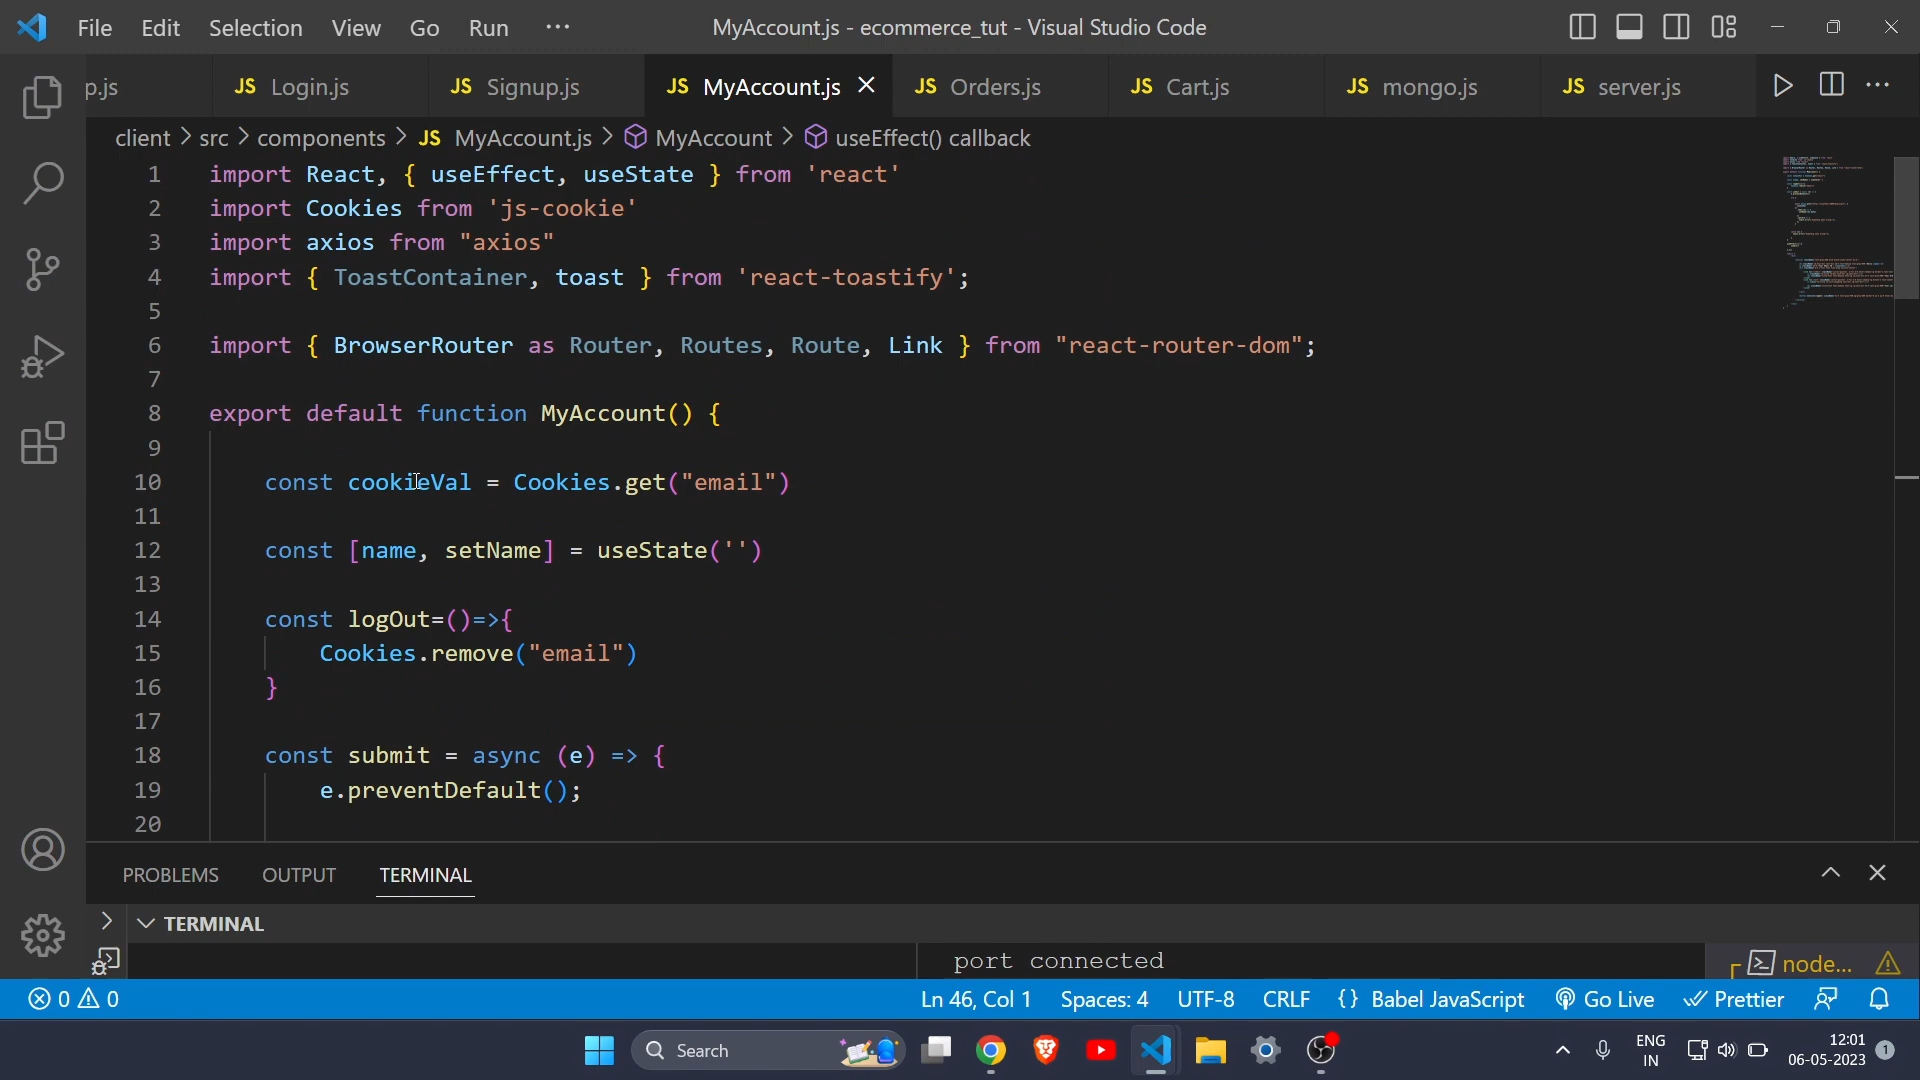 File Edit Selection View Go Run ··· MyAccount.js - ecommerce_tut - Visual Studio Code
p.js JS Login.js JS Signup.js JS MyAccount.js JS Orders.js JS Cart.js JS mongo.js JS server.js
client > src > components > JS MyAccount.js > MyAccount > useEffect() callback
1 import React, { useEffect, useState } from 'react'
2 import Cookies from 'js-cookie'
3 import axios from "axios"
4 import { ToastContainer, toast } from 'react-toastify';
5
6 import { BrowserRouter as Router, Routes, Route, Link } from "react-router-dom";
7
8 export default function MyAccount() {
9
10 const cookieVal = Cookies.get("email")
11
12 const [name, setName] = useState('')
13
14 const logOut=()=>{
15 Cookies.remove("email")
16 }
17
18 const submit = async (e) => {
19 e.preventDefault();
20
PROBLEMS OUTPUT TERMINAL
TERMINAL
port connected node...
0 0 Ln 46, Col 1 Spaces: 4 UTF-8 CRLF {} Babel JavaScript Go Live Prettier
Search ENG IN 12:01 06-05-2023 1